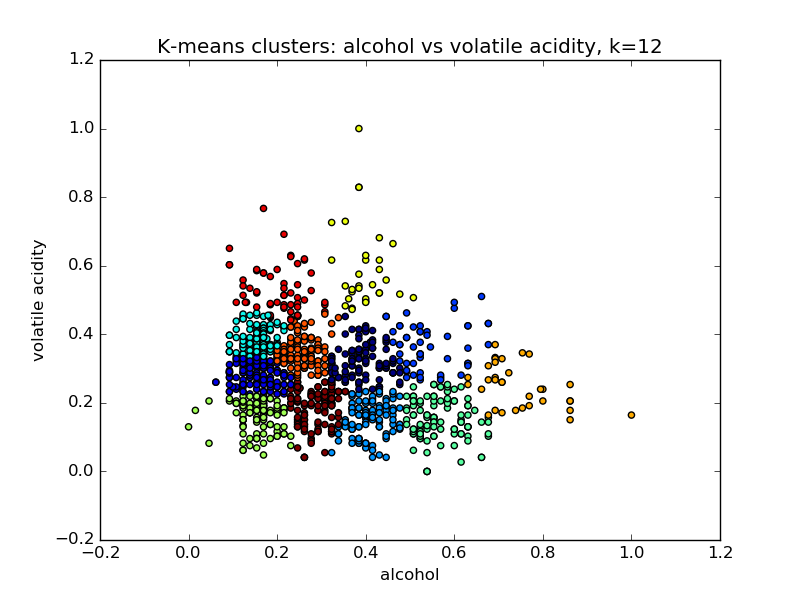 K-means clusters: alcohol vs volatile acidity, k=12
1.2
1.0
0.8
0.6
0.4
0.2
0.0
−0.2
volatile acidity
−0.2 0.0 0.2 0.4 0.6 0.8 1.0 1.2
alcohol